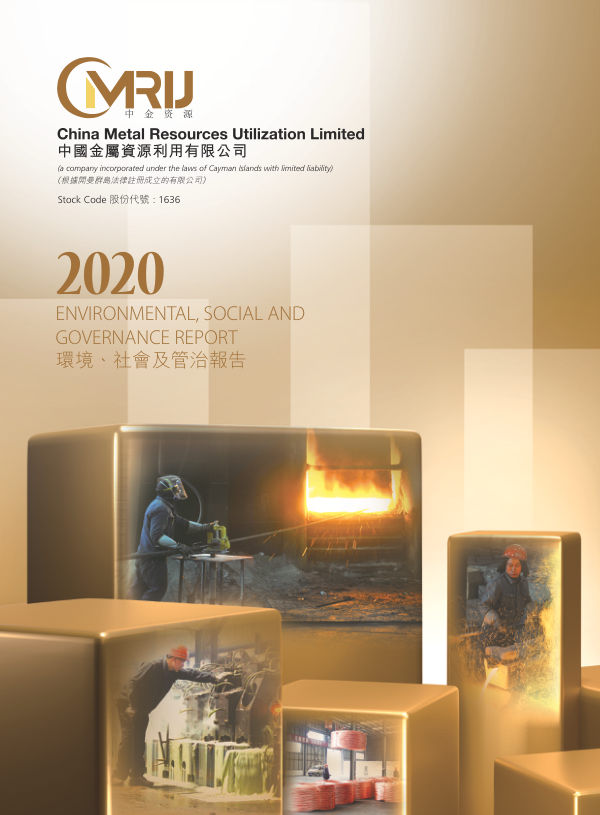 CMRU
中金资源
China Metal Resources Utilization Limited
中國金屬資源利用有限公司
(a company incorporated under the laws of Cayman Islands with limited liability)
(根據開曼群島法律註冊成立的有限公司)
Stock Code 股份代號 : 1636
2020
ENVIRONMENTAL, SOCIAL AND
GOVERNANCE REPORT
環境、社會及管治報告